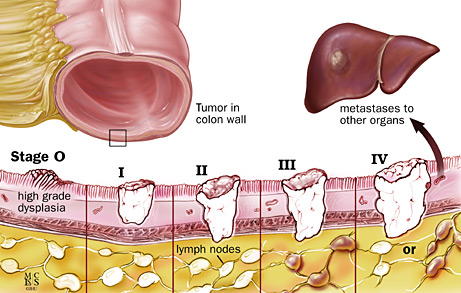 Tumor in
colon wall
metastases to
other organs
Stage O
I
II
III
IV
high grade
dysplasia
lymph nodes
or